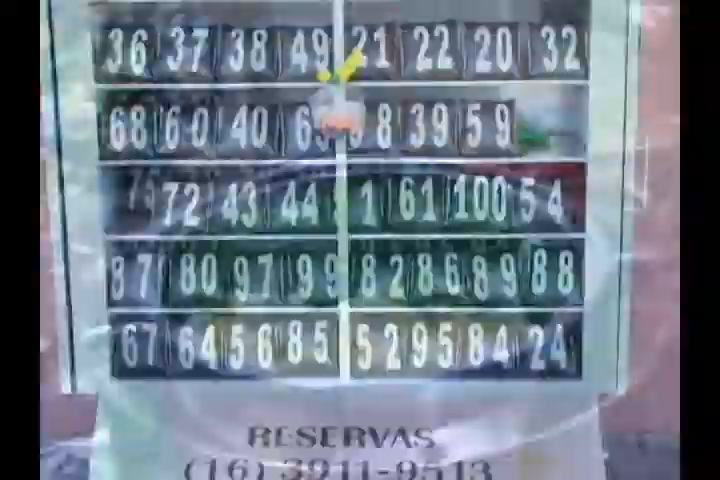 36 37 38 49 21 22 20 32
68 60 40 39 59
72 43 44 1 61 100 54
87 80 97 99 82 86 89 88
67 64 56 85 52 95 84 24
RESERVAS
(16) 3911-9513